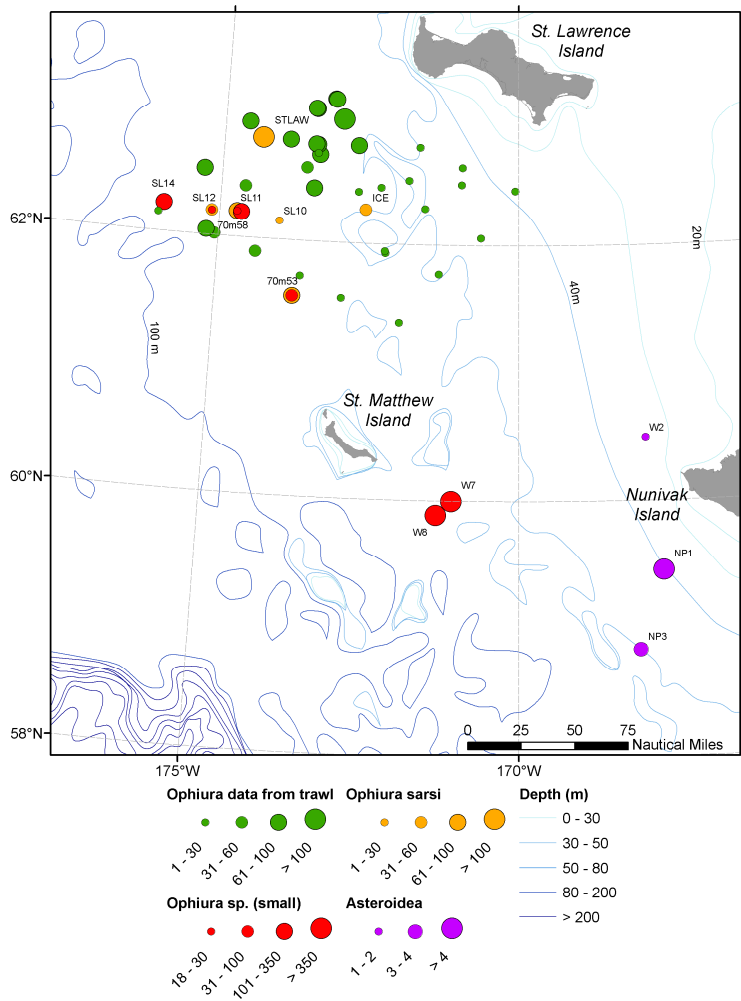 St. Lawrence
Island
STLAW
SL14
SL12
SL11
SL10
ICE
62°N
70m58
20m
70m53
40m
100 m
St. Matthew
Island
W2
60°N
W7
Nunivak
Island
W8
NP1
NP3
58°N
0 25 50 75
Nautical Miles
175°W 170°W
Ophiura data from trawl
1 - 30
31 - 60
61 - 100
> 100
Ophiura sarsi
1 - 30
31 - 60
61 - 100
> 100
Depth (m)
0 - 30
30 - 50
50 - 80
80 - 200
> 200
Ophiura sp. (small)
18 - 30
31 - 100
101 - 350
> 350
Asteroidea
1 - 2
3 - 4
> 4